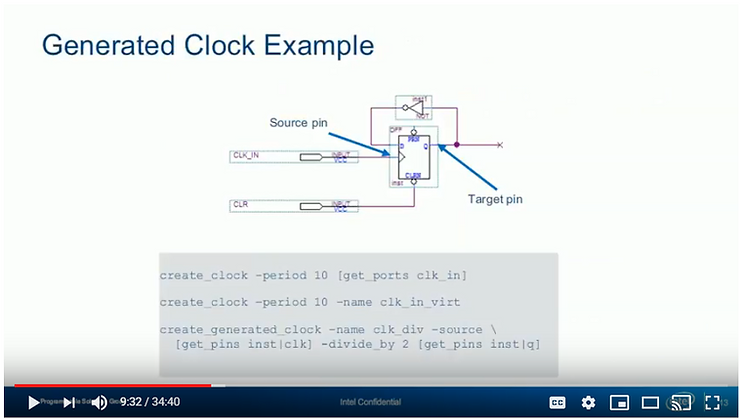 Generated Clock Example
inst1
NOT
Source pin
DFF
PRN
CLK_IN
INPUT
VCC
D
Q
CLRN
inst
CLR
INPUT
VCC
Target pin
create_clock –period 10 [get_ports clk_in]
create_clock –period 10 –name clk_in_virt
create_generated_clock –name clk_div -source \
[get_pins inst|clk] -divide_by 2 [get_pins inst|q]
9:32 / 34:40
Intel Confidential
CC